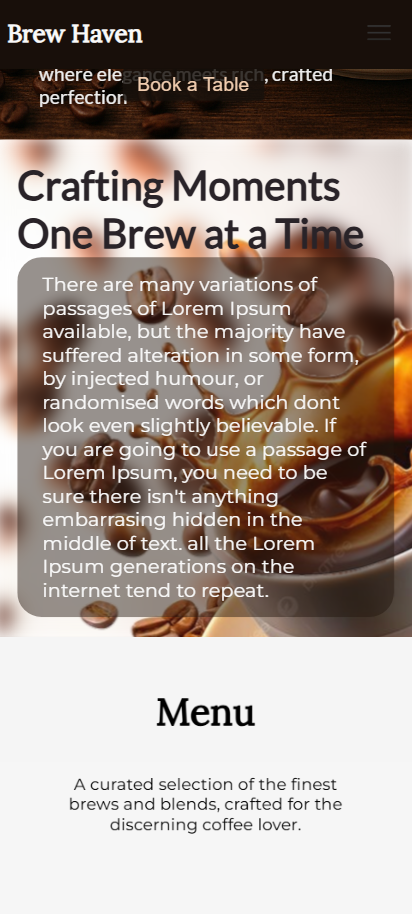 Brew Haven
where elegance meets rich, crafted
perfection.
Book a Table
Crafting Moments
One Brew at a Time
There are many variations of
passages of Lorem Ipsum
available, but the majority have
suffered alteration in some form,
by injected humour, or
randomised words which dont
look even slightly believable. If
you are going to use a passage of
Lorem Ipsum, you need to be
sure there isn't anything
embarrasing hidden in the
middle of text. all the Lorem
Ipsum generations on the
internet tend to repeat.
Menu
A curated selection of the finest
brews and blends, crafted for the
discerning coffee lover.